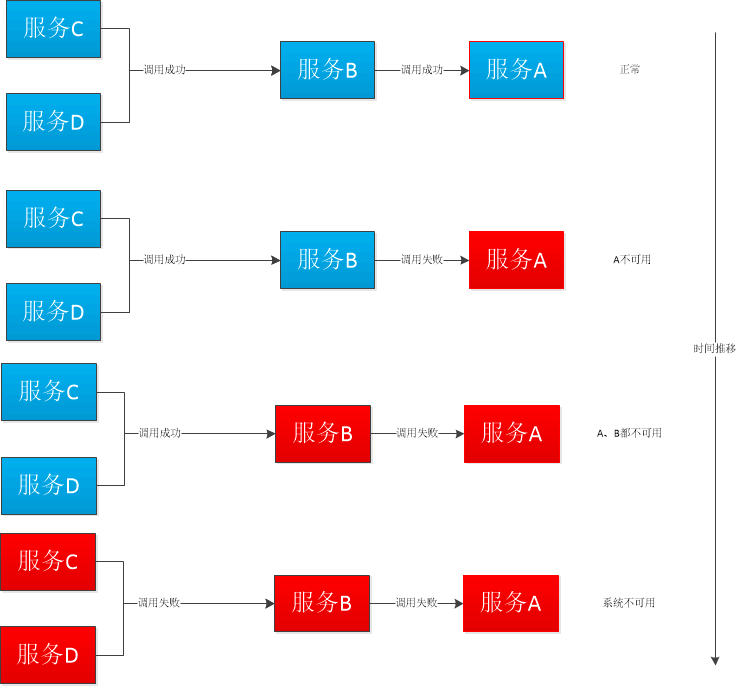 服务C
调用成功
服务B
调用成功
服务A
正常
服务D
服务C
调用成功
服务B
调用失败
服务A
A不可用
服务D
时间推移
服务C
调用成功
服务B
调用失败
服务A
A、B都不可用
服务D
服务C
调用失败
服务B
调用失败
服务A
系统不可用
服务D